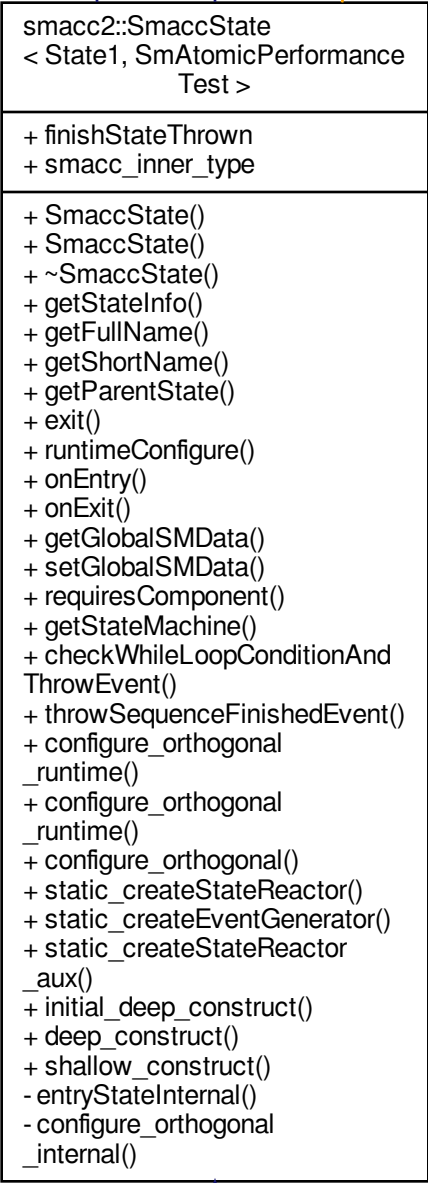 smacc2::SmaccState
< State1, SmAtomicPerformance
Test >
+ finishStateThrown
+ smacc_inner_type
+ SmaccState()
+ SmaccState()
+ ~SmaccState()
+ getStateInfo()
+ getFullName()
+ getShortName()
+ getParentState()
+ exit()
+ runtimeConfigure()
+ onEntry()
+ onExit()
+ getGlobalSMData()
+ setGlobalSMData()
+ requiresComponent()
+ getStateMachine()
+ checkWhileLoopConditionAnd
ThrowEvent()
+ throwSequenceFinishedEvent()
+ configure_orthogonal
_runtime()
+ configure_orthogonal
_runtime()
+ configure_orthogonal()
+ static_createStateReactor()
+ static_createEventGenerator()
+ static_createStateReactor
_aux()
+ initial_deep_construct()
+ deep_construct()
+ shallow_construct()
- entryStateInternal()
- configure_orthogonal
_internal()